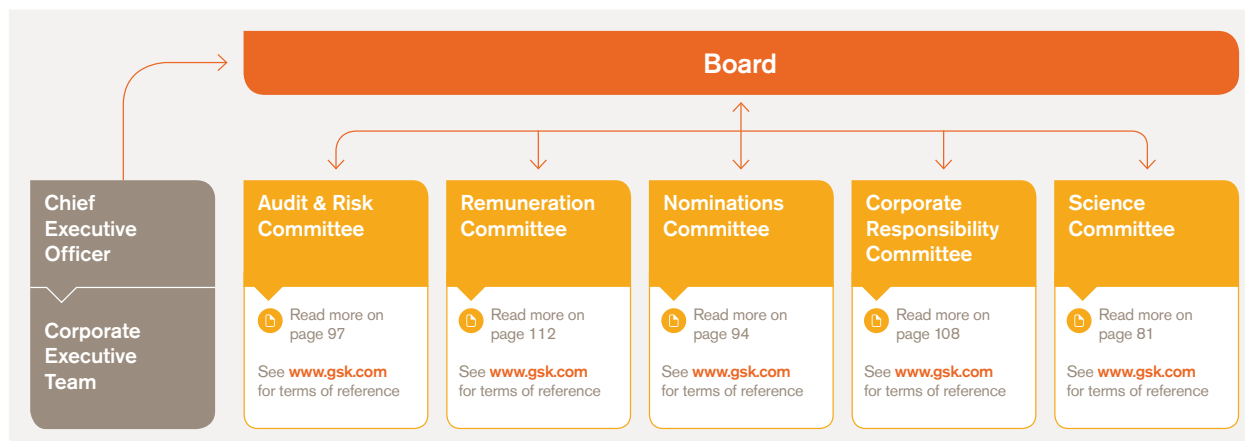 Board
Chief
Executive
Officer
Corporate
Executive
Team
Audit & Risk
Committee
Read more on
page 97
See www.gsk.com
for terms of reference
Remuneration
Committee
Read more on
page 112
See www.gsk.com
for terms of reference
Nominations
Committee
Read more on
page 94
See www.gsk.com
for terms of reference
Corporate
Responsibility
Committee
Read more on
page 108
See www.gsk.com
for terms of reference
Science
Committee
Read more on
page 81
See www.gsk.com
for terms of reference